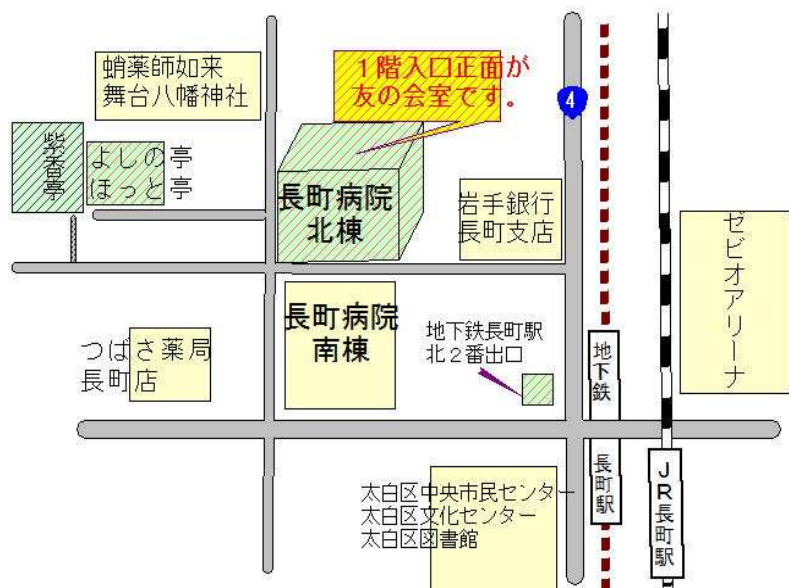 蛸薬師如来
舞台八幡神社
１階入口正面が
友の会室です。
4
紫香亭
よしの亭
ほっと亭
長町病院
北棟
岩手銀行
長町支店
ゼビオアリーナ
長町病院
南棟
地下鉄長町駅
北２番出口
つばさ薬局
長町店
地下鉄 長町駅
ＪＲ長町駅
太白区中央市民センター
太白区文化センター
太白区図書館